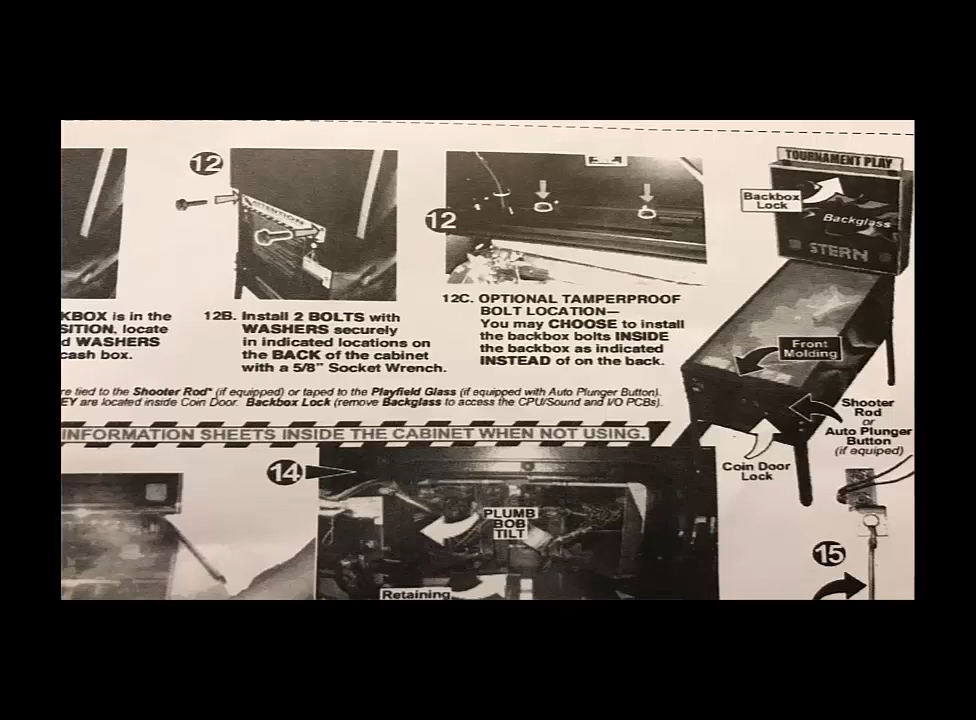 TOURNAMENT PLAY
12
ATTENTION
12
Backbox
Lock
Backglass
STERN
KBOX is in the
SITION, locate
d WASHERS
cash box.
12B. Install 2 BOLTS with
WASHERS securely
in indicated locations on
the BACK of the cabinet
with a 5/8" Socket Wrench.
12C. OPTIONAL TAMPERPROOF
BOLT LOCATION—
You may CHOOSE to install
the backbox bolts INSIDE
the backbox as indicated
INSTEAD of on the back.
Front
Molding
re tied to the Shooter Rod* (if equipped) or taped to the Playfield Glass (if equipped with Auto Plunger Button).
EY are located inside Coin Door. Backbox Lock (remove Backglass to access the CPU/Sound and I/O PCBs).
Shooter
Rod
or
Auto Plunger
Button
(if equiped)
INFORMATION SHEETS INSIDE THE CABINET WHEN NOT USING.
Coin Door
Lock
14
PLUMB
BOB
TILT
15
Retaining